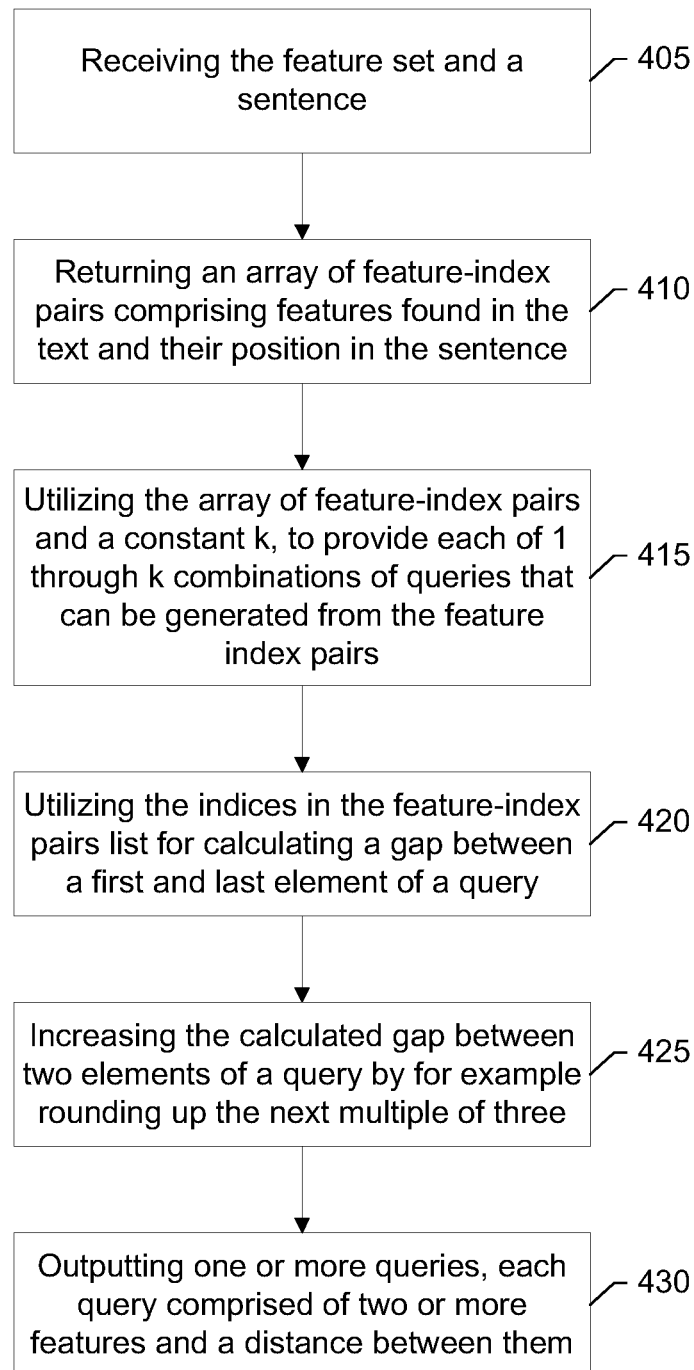 Receiving the feature set and a
sentence
405
Returning an array of feature-index
pairs comprising features found in the
text and their position in the sentence
410
Utilizing the array of feature-index pairs
and a constant k, to provide each of 1
through k combinations of queries that
can be generated from the feature
index pairs
415
Utilizing the indices in the feature-index
pairs list for calculating a gap between
a first and last element of a query
420
Increasing the calculated gap between
two elements of a query by for example
rounding up the next multiple of three
425
Outputting one or more queries, each
query comprised of two or more
features and a distance between them
430